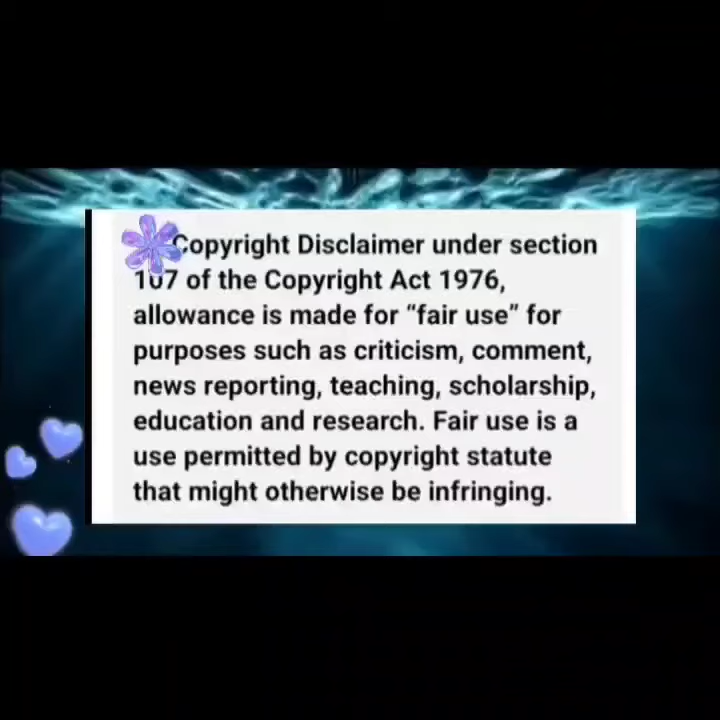 Copyright Disclaimer under section
107 of the Copyright Act 1976,
allowance is made for “fair use” for
purposes such as criticism, comment,
news reporting, teaching, scholarship,
education and research. Fair use is a
use permitted by copyright statute
that might otherwise be infringing.